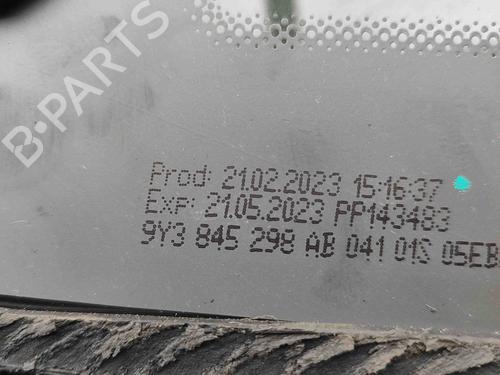 B-PARTS
Prod: 21.02.2023 15:16:37
Exp: 21.05.2023 PP143483
9Y3 845 298 AB 041 01S 05EB